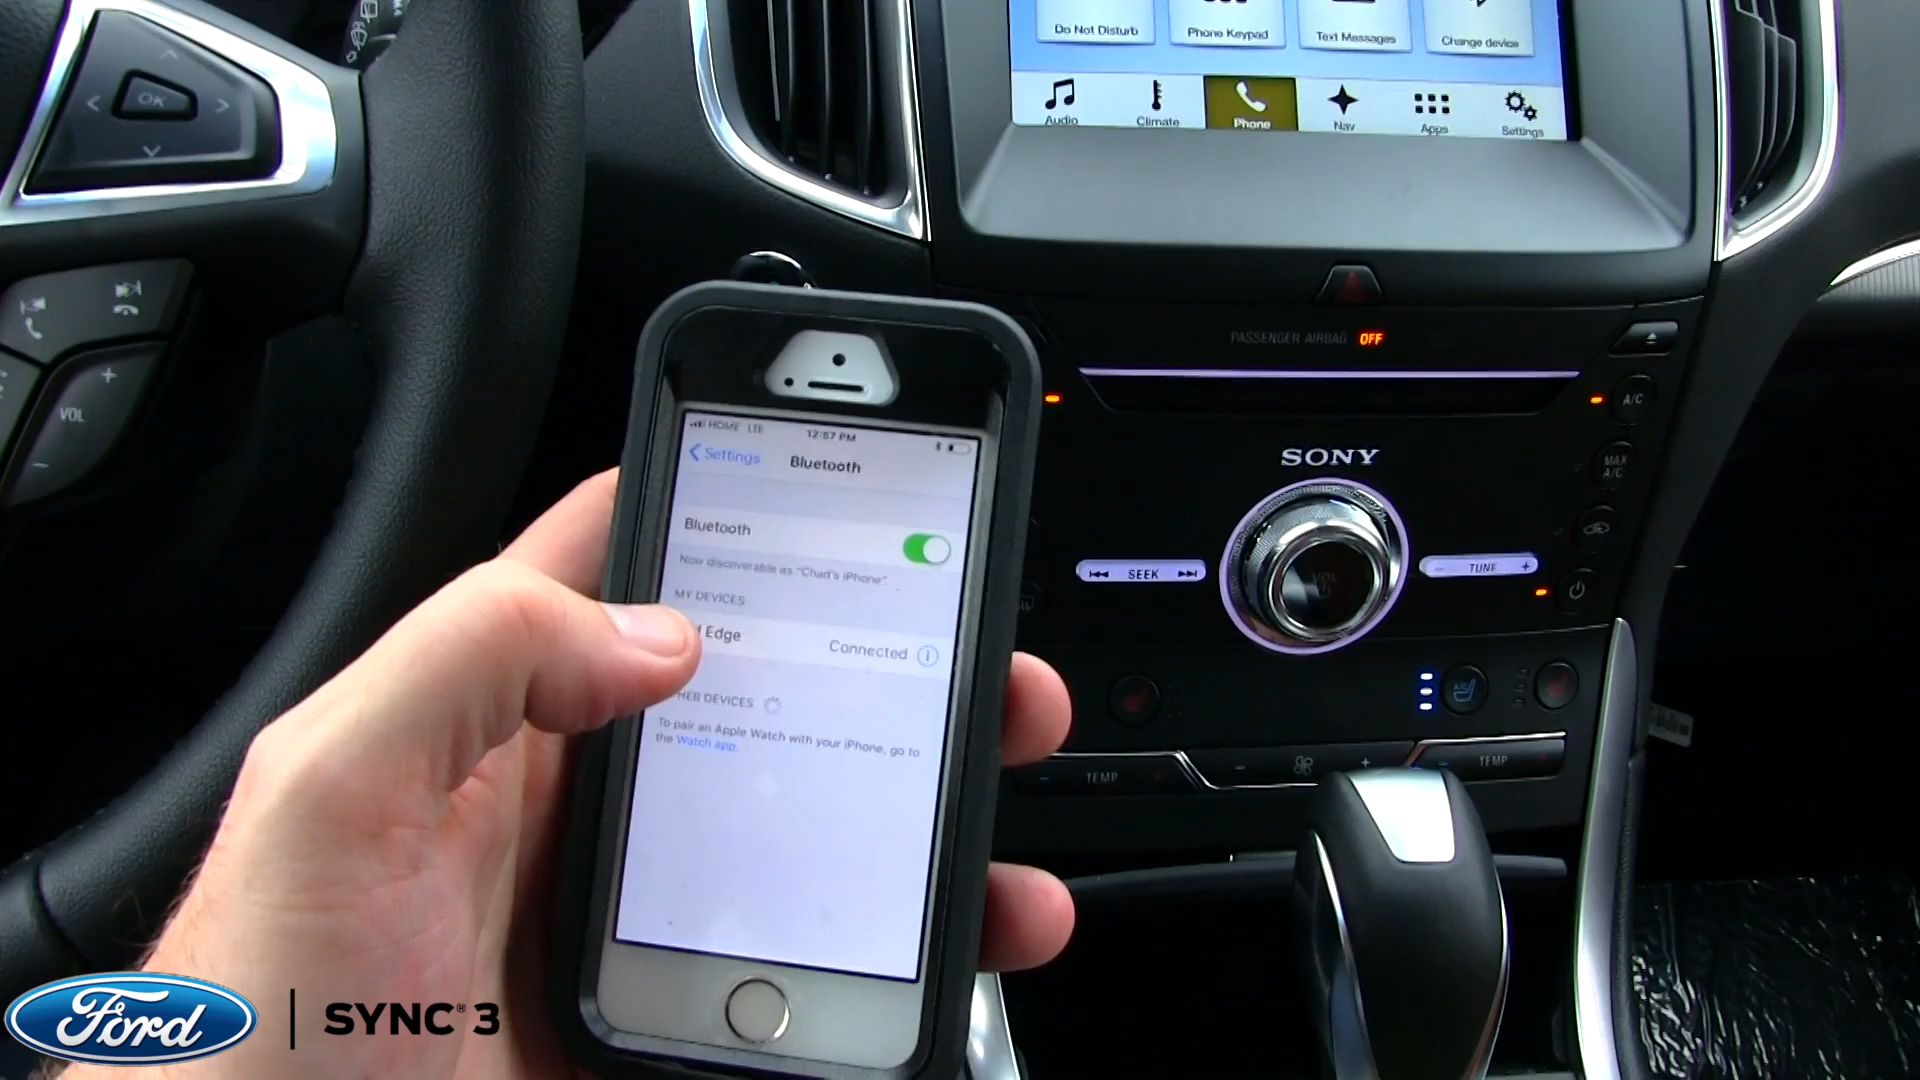 Do Not Disturb
Phone Keypad
Text Messages
Change device
Audio
Climate
Phone
Nav
Apps
Settings
OK
VOL
PASSENGER AIRBAG OFF
A/C
MAX
A/C
SONY
SEEK
TUNE
VOL
TEMP
TEMP
HOME LTE
12:57 PM
Settings
Bluetooth
Bluetooth
Now discoverable as "Chad's iPhone".
MY DEVICES
Edge
Connected
HER DEVICES
To pair an Apple Watch with your iPhone, go to
the Watch app.
Ford
SYNC® 3